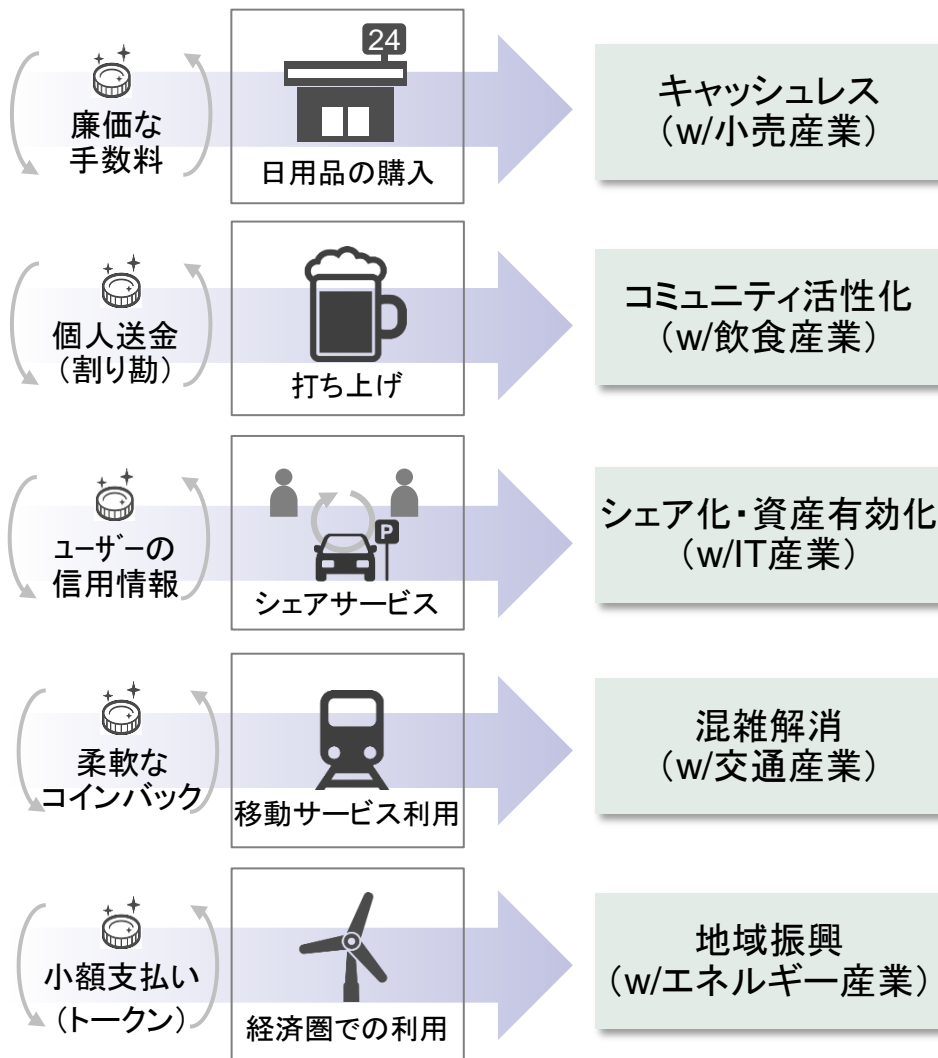 24
廉価な
手数料
日用品の購入
キャッシュレス
（w/小売産業）
個人送金
（割り勘）
打ち上げ
コミュニティ活性化
（w/飲食産業）
ユーザーの
信用情報
P
シェアサービス
シェア化・資産有効化
（w/IT産業）
柔軟な
コインバック
移動サービス利用
混雑解消
（w/交通産業）
小額支払い
（トークン）
経済圏での利用
地域振興
（w/エネルギー産業）